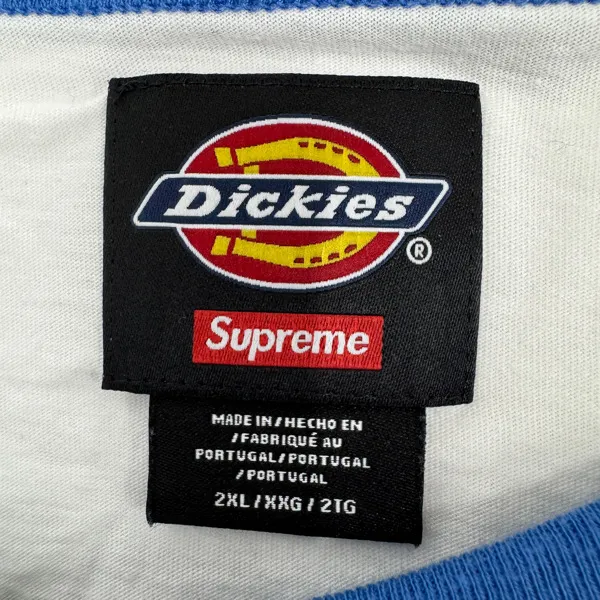 Dickies
®
Supreme
MADE IN/HECHO EN
/FABRIQUÉ AU
PORTUGAL/PORTUGAL
/PORTUGAL
2XL/XXG/2TG